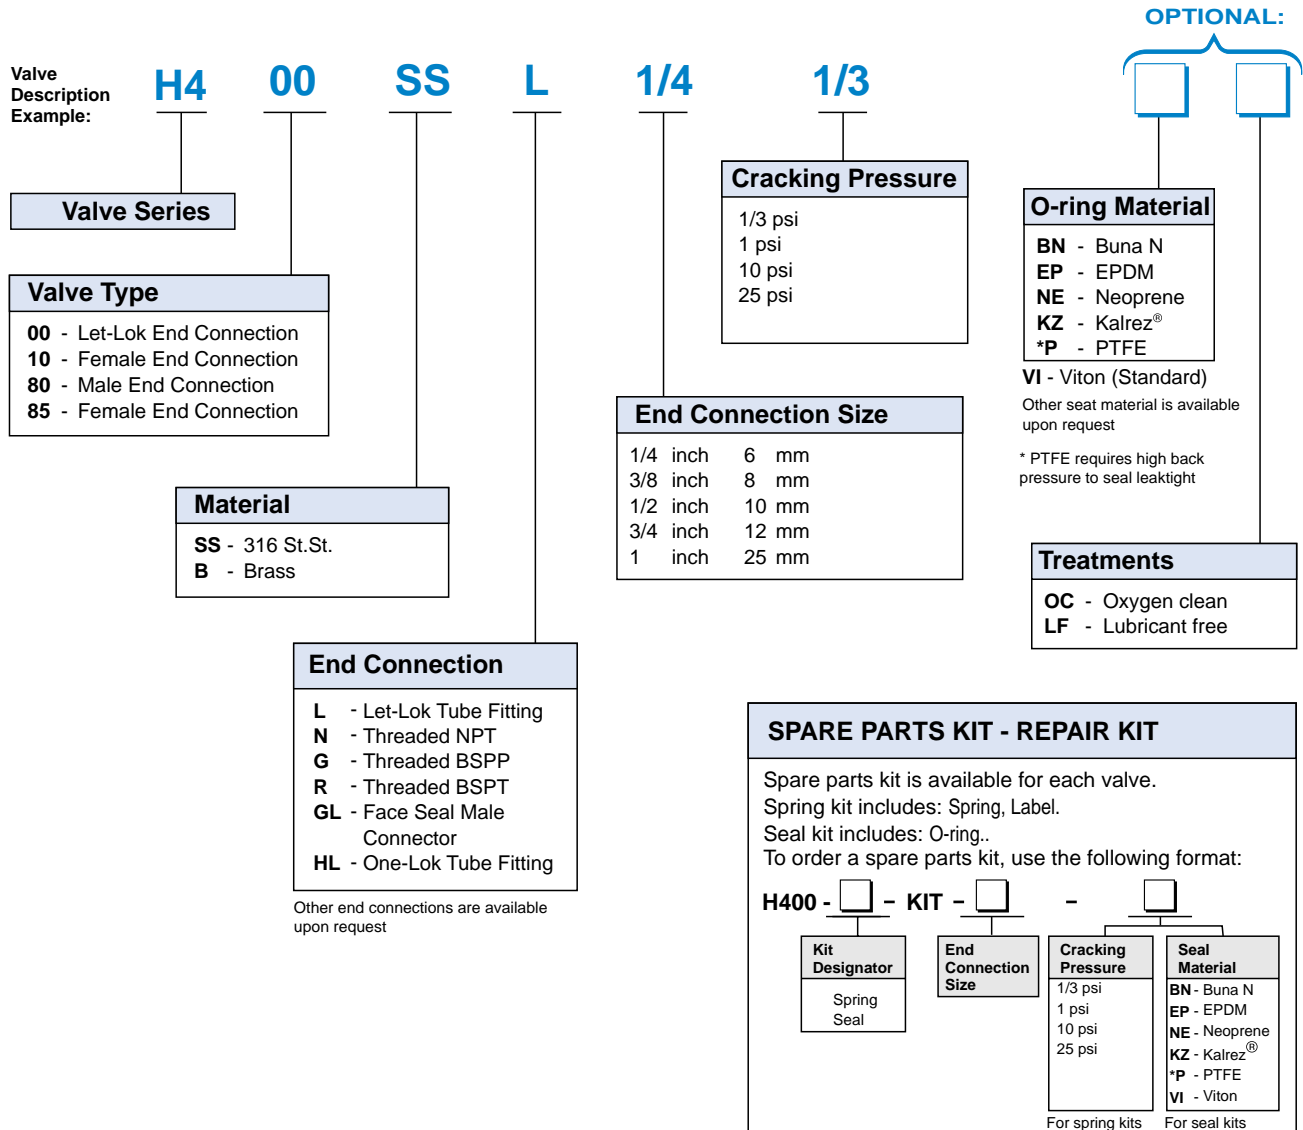 OPTIONAL:
Valve
Description
Example:
H4 00 SS L 1/4 1/3
Valve Series
Valve Type
00 - Let-Lok End Connection
10 - Female End Connection
80 - Male End Connection
85 - Female End Connection
Material
SS - 316 St.St.
B - Brass
End Connection
L - Let-Lok Tube Fitting
N - Threaded NPT
G - Threaded BSPP
R - Threaded BSPT
GL - Face Seal Male
Connector
HL - One-Lok Tube Fitting
Other end connections are available
upon request
End Connection Size
1/4 inch 6 mm
3/8 inch 8 mm
1/2 inch 10 mm
3/4 inch 12 mm
1 inch 25 mm
Cracking Pressure
1/3 psi
1 psi
10 psi
25 psi
O-ring Material
BN - Buna N
EP - EPDM
NE - Neoprene
KZ - Kalrez®
*P - PTFE
VI - Viton (Standard)
Other seat material is available
upon request
* PTFE requires high back
pressure to seal leaktight
Treatments
OC - Oxygen clean
LF - Lubricant free
SPARE PARTS KIT - REPAIR KIT
Spare parts kit is available for each valve.
Spring kit includes: Spring, Label.
Seal kit includes: O-ring..
To order a spare parts kit, use the following format:
H400 - – KIT – –
Kit
Designator
Spring
Seal
End
Connection
Size
Cracking
Pressure
1/3 psi
1 psi
10 psi
25 psi
For spring kits
Seal
Material
BN - Buna N
EP - EPDM
NE - Neoprene
KZ - Kalrez®
*P - PTFE
VI - Viton
For seal kits